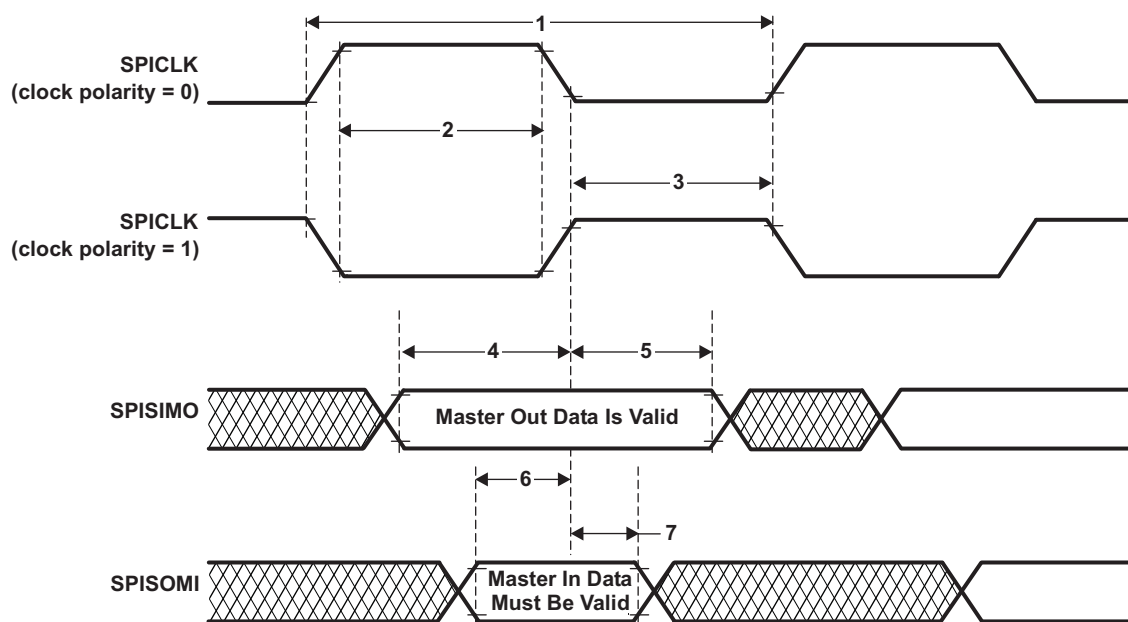 1
SPICLK
(clock polarity = 0)
2
3
SPICLK
(clock polarity = 1)
4
5
SPISIMO
Master Out Data Is Valid
6
7
SPISOMI
Master In Data
Must Be Valid